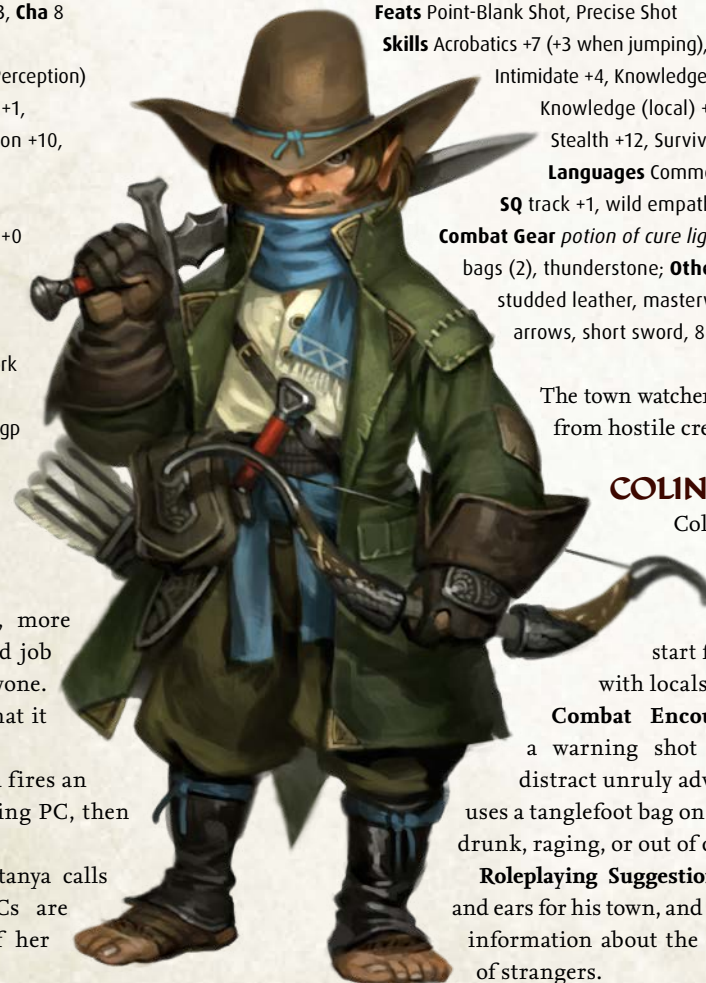 3, Cha 8
erception)
+1,
on +10,
+0
rk
gp
, more
d job
yone.
hat it
fires an
ing PC, then
tanya calls
Cs are
f her
Feats Point-Blank Shot, Precise Shot
Skills Acrobatics +7 (+3 when jumping),
Intimidate +4, Knowledge
Knowledge (local) +
Stealth +12, Surviv
Languages Comm
SQ track +1, wild empath
Combat Gear potion of cure lig
bags (2), thunderstone; Othe
studded leather, masterw
arrows, short sword, 8
The town watcher
from hostile cre
COLIN
Col
start f
with locals
Combat Encou
a warning shot
distract unruly adv
uses a tanglefoot bag on
drunk, raging, or out of c
Roleplaying Suggestion
and ears for his town, and
information about the
of strangers.